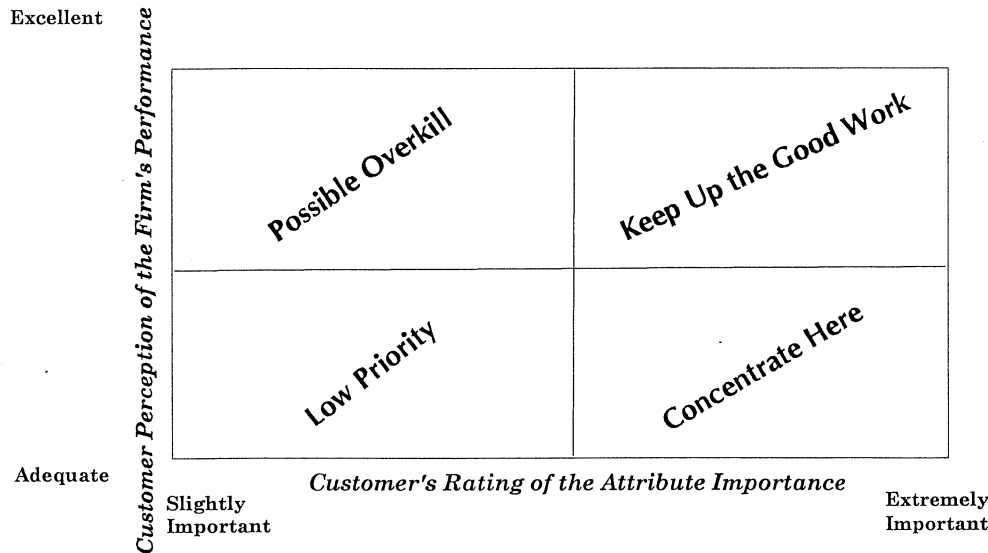 Excellent
Customer Perception of the Firm's Performance
Possible Overkill
Keep Up the Good Work
Low Priority
Concentrate Here
Adequate
Customer's Rating of the Attribute Importance
Slightly
Important
Extremely
Important